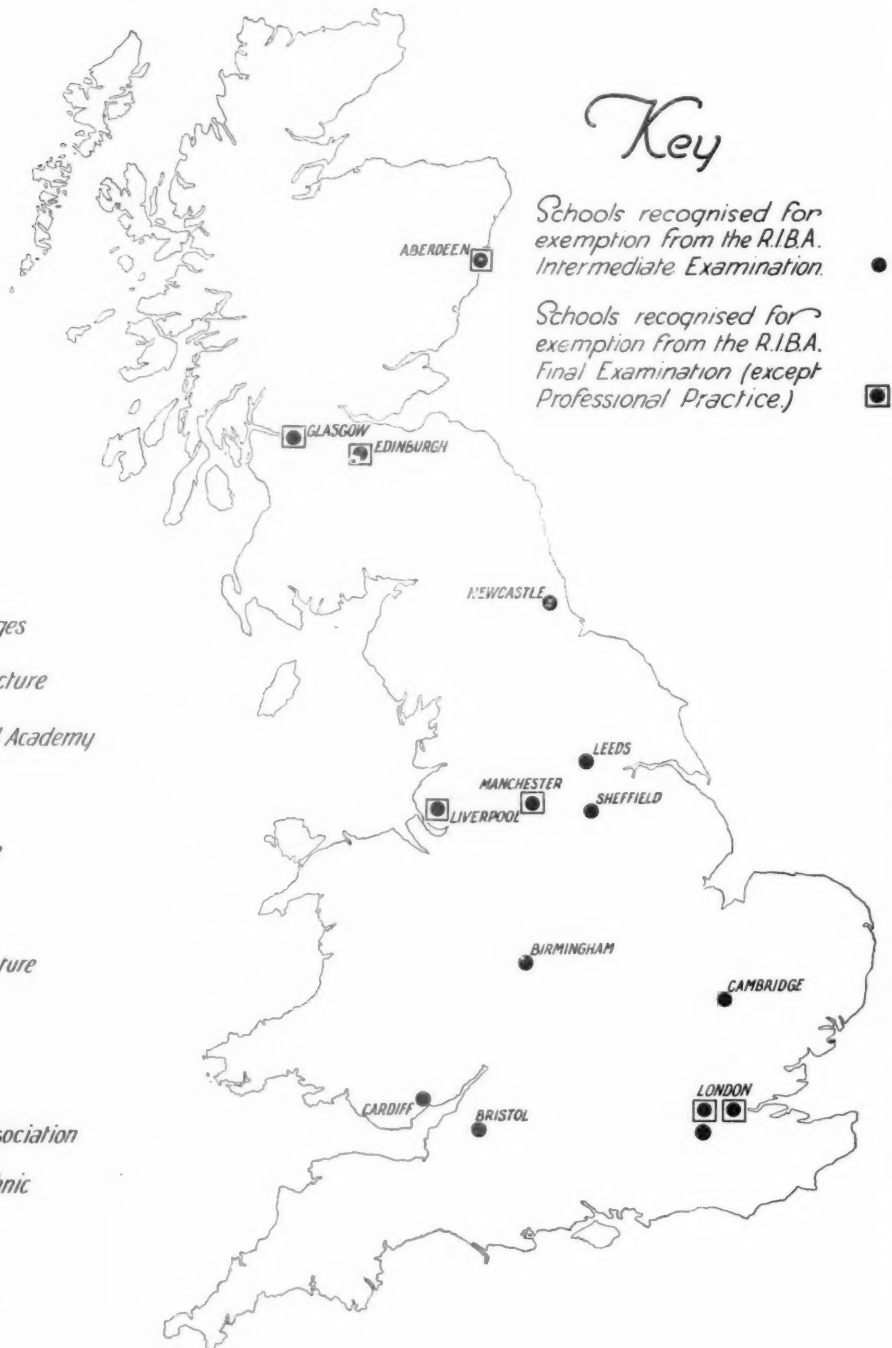 Key
Schools recognised for
exemption from the R.I.B.A.
Intermediate Examination.
Schools recognised for
exemption from the R.I.B.A.
Final Examination (except
Professional Practice.)
ABERDEEN
GLASGOW
EDINBURGH
NEWCASTLE
LEEDS
MANCHESTER
LIVERPOOL
SHEFFIELD
BIRMINGHAM
CAMBRIDGE
CARDIFF
BRISTOL
LONDON
ges
cture
l Academy
ture
sociation
hnic